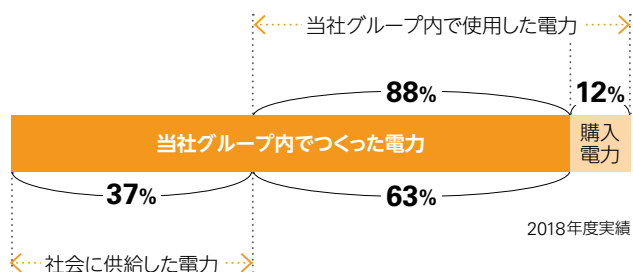 当社グループ内で使用した電力
88% 12%
当社グループ内でつくった電力
購入
電力
37% 63%
2018年度実績
社会に供給した電力